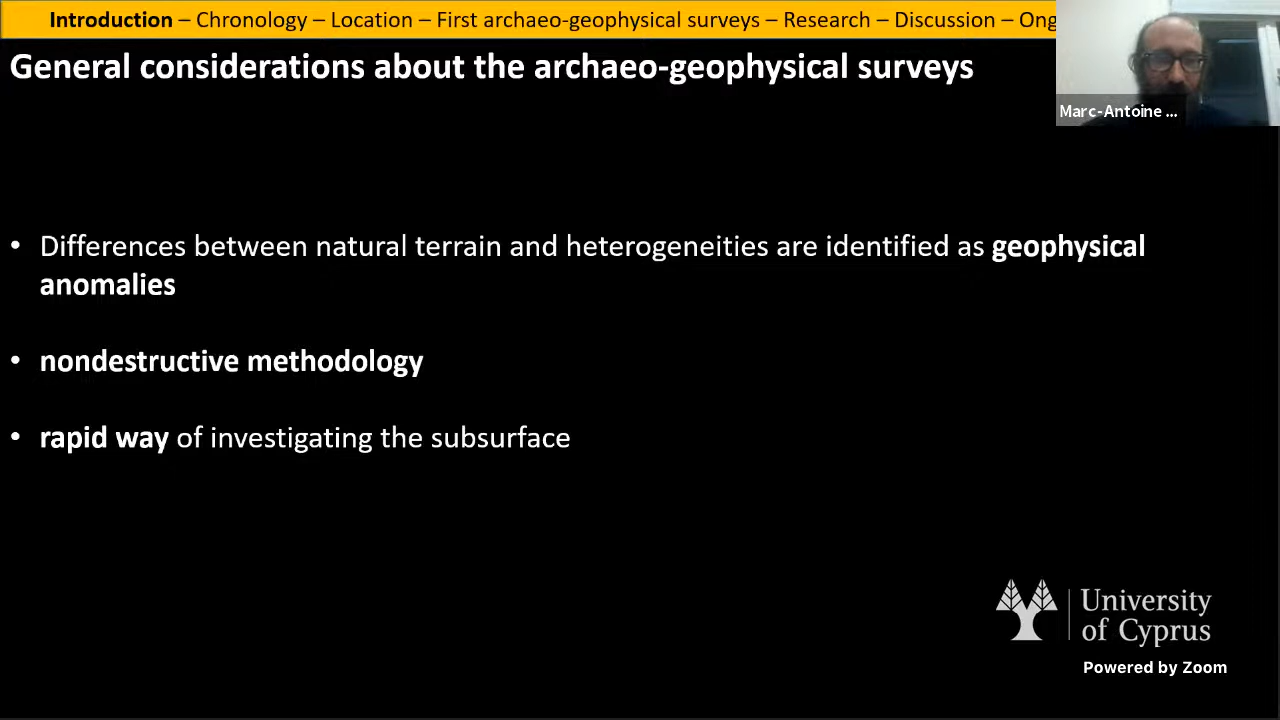 Introduction – Chronology – Location – First archaeo-geophysical surveys – Research – Discussion – Ong
General considerations about the archaeo-geophysical surveys
Marc-Antoine ...
• Differences between natural terrain and heterogeneities are identified as geophysical
anomalies
• nondestructive methodology
• rapid way of investigating the subsurface
University
of Cyprus
Powered by Zoom